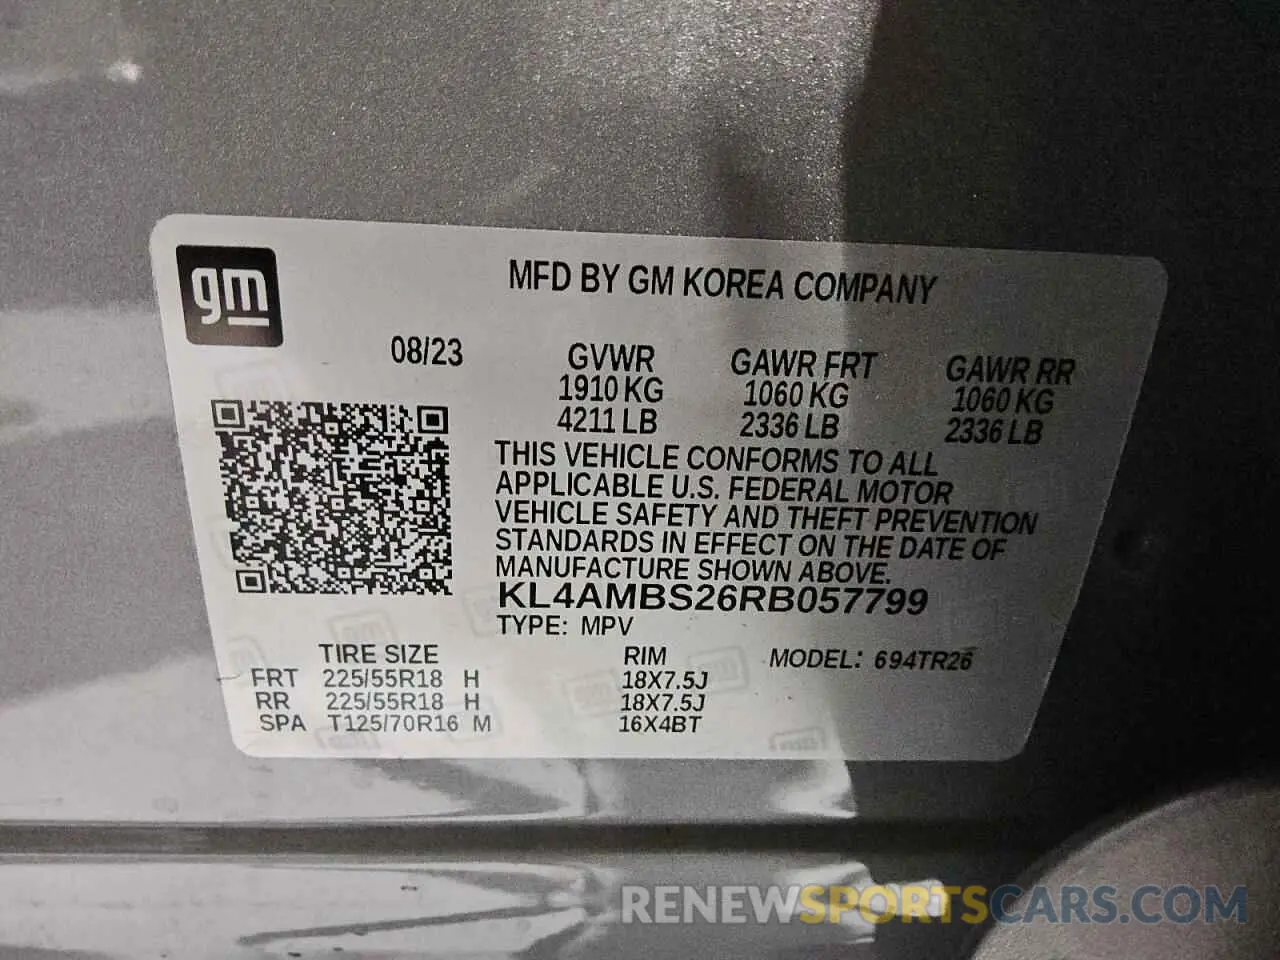 gm
MFD BY GM KOREA COMPANY
08/23
GVWR GAWR FRT GAWR RR
1910 KG 1060 KG 1060 KG
4211 LB 2336 LB 2336 LB
THIS VEHICLE CONFORMS TO ALL
APPLICABLE U.S. FEDERAL MOTOR
VEHICLE SAFETY AND THEFT PREVENTION
STANDARDS IN EFFECT ON THE DATE OF
MANUFACTURE SHOWN ABOVE.
KL4AMBS26RB057799
TYPE: MPV
TIRE SIZE RIM MODEL: 694TR26
FRT 225/55R18 H 18X7.5J
RR 225/55R18 H 18X7.5J
SPA T125/70R16 M 16X4BT
RENEWSPORTSCARS.COM